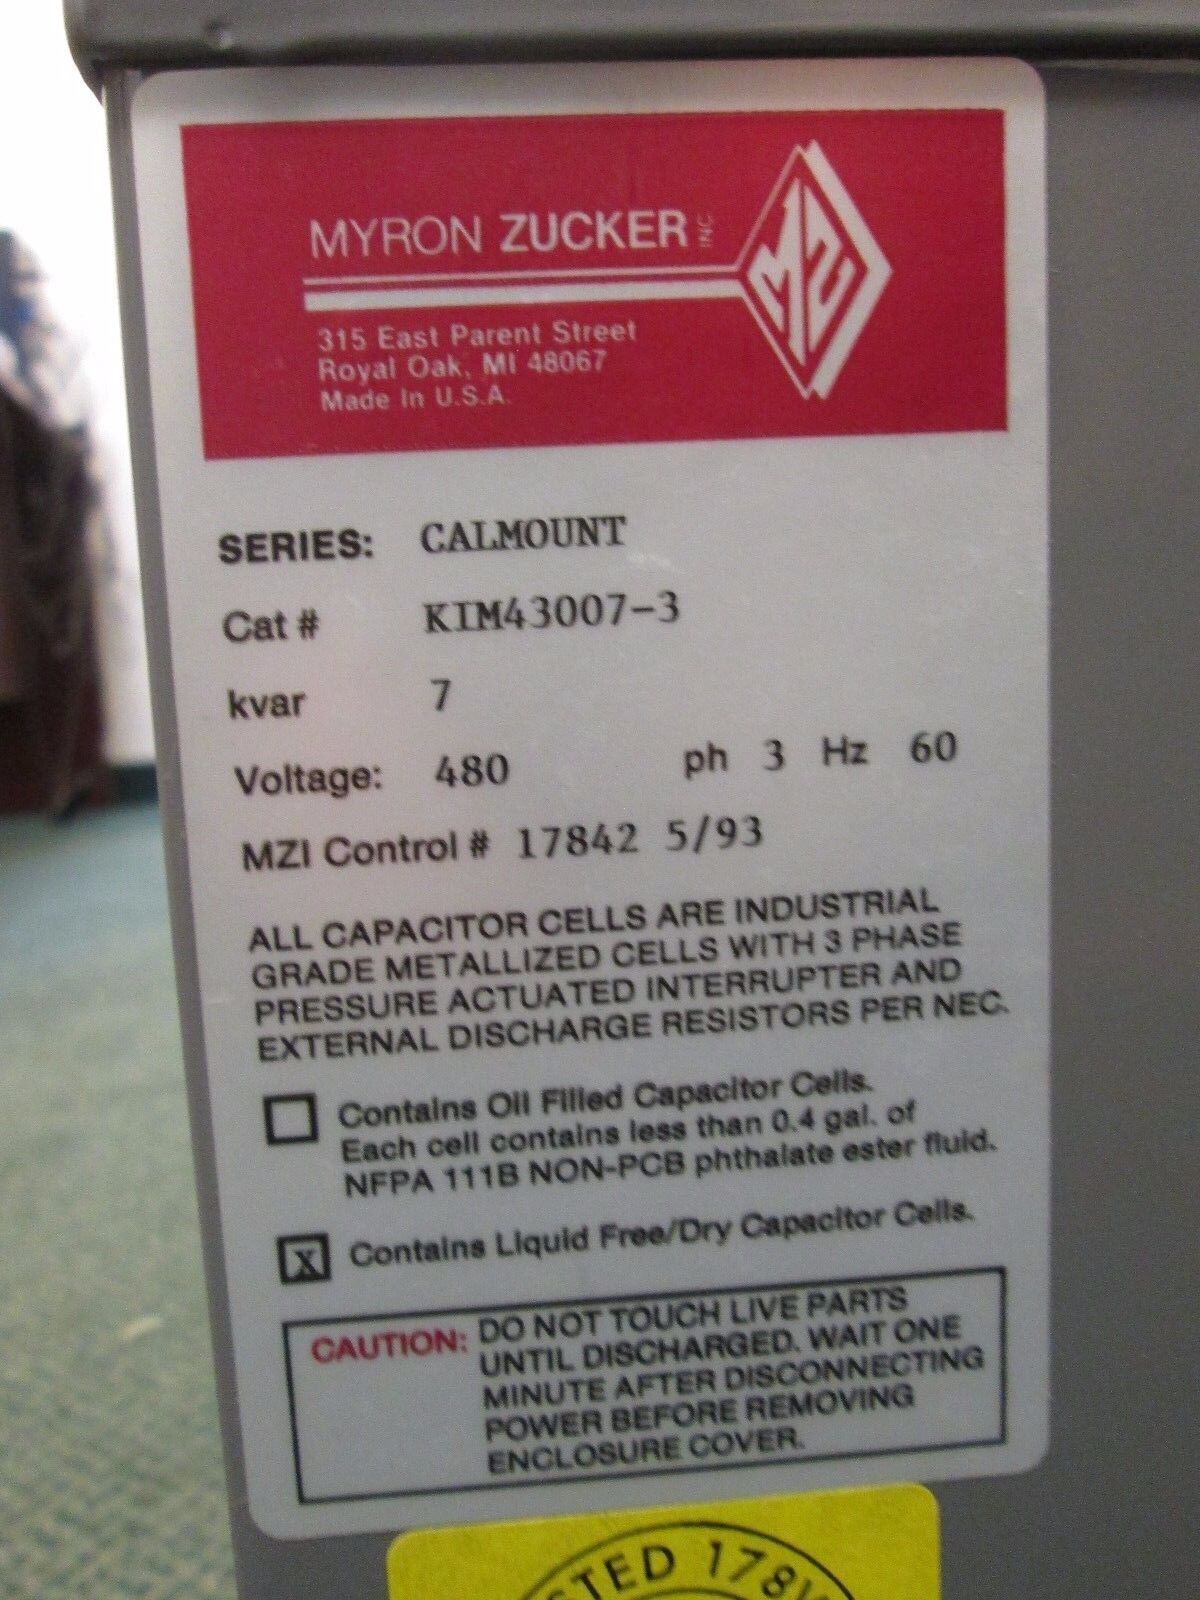 MYRON ZUCKER INC
MZI
315 East Parent Street
Royal Oak, MI 48067
Made In U.S.A.
SERIES: CALMOUNT
Cat # KIM43007-3
kvar 7
Voltage: 480 ph 3 Hz 60
MZI Control # 17842 5/93
ALL CAPACITOR CELLS ARE INDUSTRIAL
GRADE METALLIZED CELLS WITH 3 PHASE
PRESSURE ACTUATED INTERRUPTER AND
EXTERNAL DISCHARGE RESISTORS PER NEC.
Contains Oil Filled Capacitor Cells.
Each cell contains less than 0.4 gal. of
NFPA 111B NON-PCB phthalate ester fluid.
X Contains Liquid Free/Dry Capacitor Cells.
CAUTION: DO NOT TOUCH LIVE PARTS
UNTIL DISCHARGED. WAIT ONE
MINUTE AFTER DISCONNECTING
POWER BEFORE REMOVING
ENCLOSURE COVER.